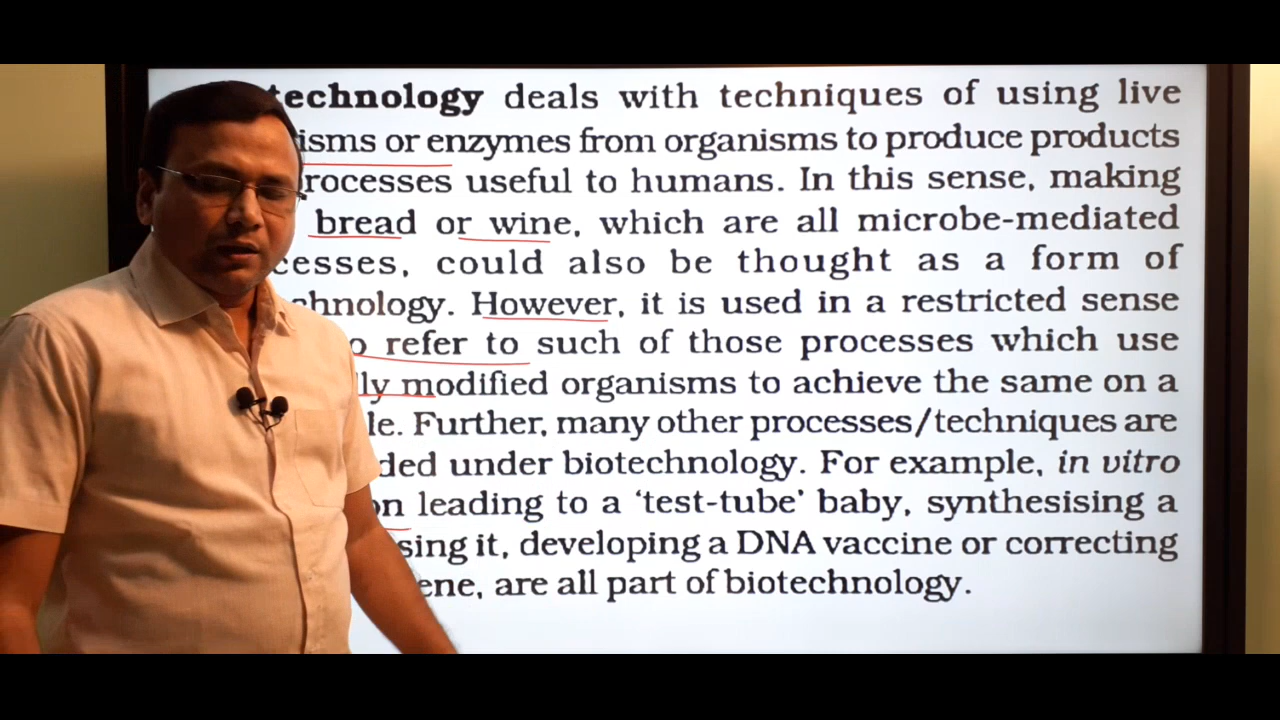 technology deals with techniques of using live
isms or enzymes from organisms to produce products
rocesses useful to humans. In this sense, making
bread or wine, which are all microbe-mediated
cesses, could also be thought as a form of
hnology. However, it is used in a restricted sense
o refer to such of those processes which use
lly modified organisms to achieve the same on a
le. Further, many other processes/techniques are
ded under biotechnology. For example, in vitro
on leading to a ‘test-tube’ baby, synthesising a
sing it, developing a DNA vaccine or correcting
ene, are all part of biotechnology.